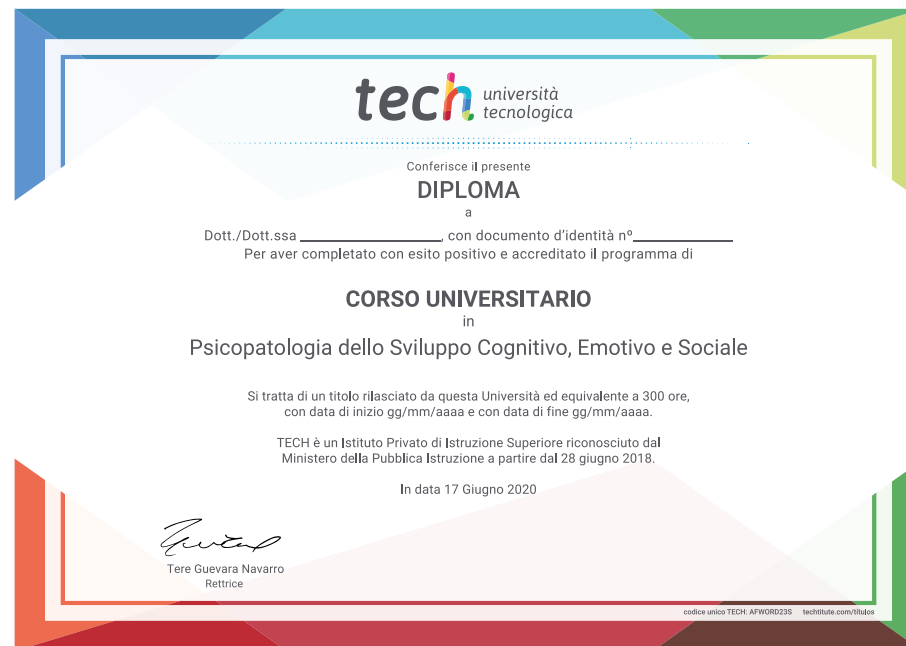 tech università
tecnologica
Conferisce il presente
DIPLOMA
a
Dott./Dott.ssa ____________________, con documento d'identità nº______________
Per aver completato con esito positivo e accreditato il programma di
CORSO UNIVERSITARIO
in
Psicopatologia dello Sviluppo Cognitivo, Emotivo e Sociale
Si tratta di un titolo rilasciato da questa Università ed equivalente a 300 ore,
con data di inizio gg/mm/aaaa e con data di fine gg/mm/aaaa.
TECH è un Istituto Privato di Istruzione Superiore riconosciuto dal
Ministero della Pubblica Istruzione a partire dal 28 giugno 2018.
In data 17 Giugno 2020
Tere Guevara Navarro
Rettrice
codice unico TECH: AFWORD23S techtitute.com/titulos